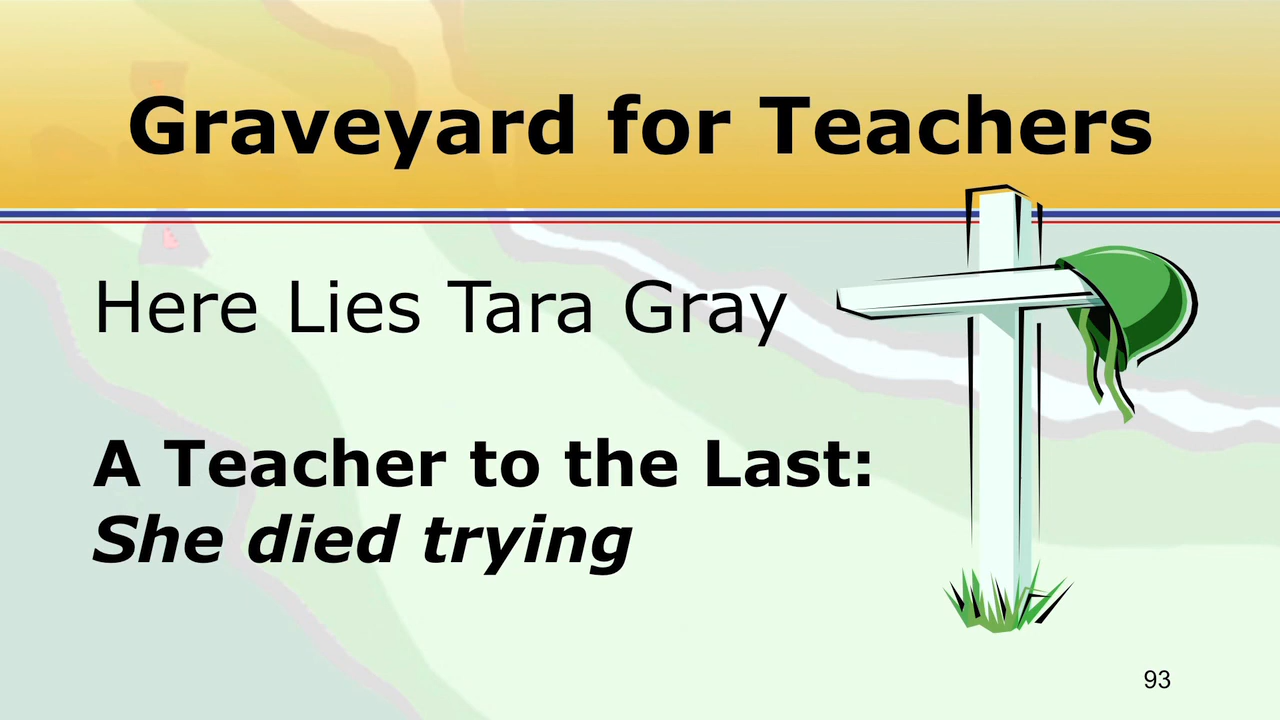 Graveyard for Teachers
Here Lies Tara Gray
A Teacher to the Last:
She died trying
93